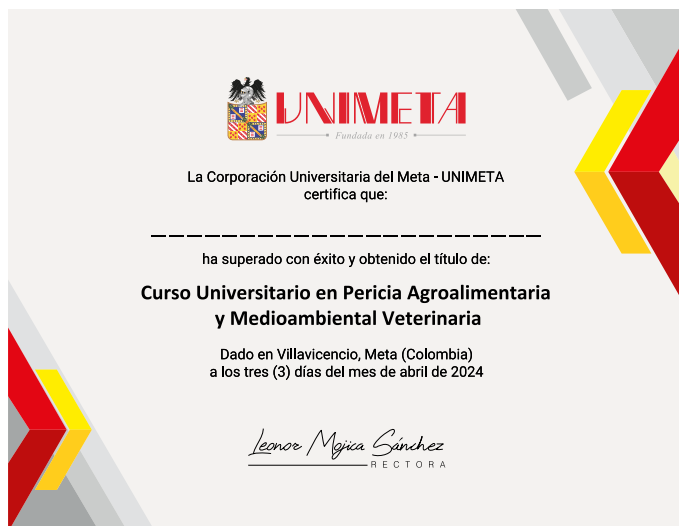 UNIMETA
Fundada en 1985
La Corporación Universitaria del Meta - UNIMETA
certifica que:
ha superado con éxito y obtenido el título de:
Curso Universitario en Pericia Agroalimentaria
y Medioambiental Veterinaria
Dado en Villavicencio, Meta (Colombia)
a los tres (3) días del mes de abril de 2024
Leonor Mojica Sánchez
RECTORA